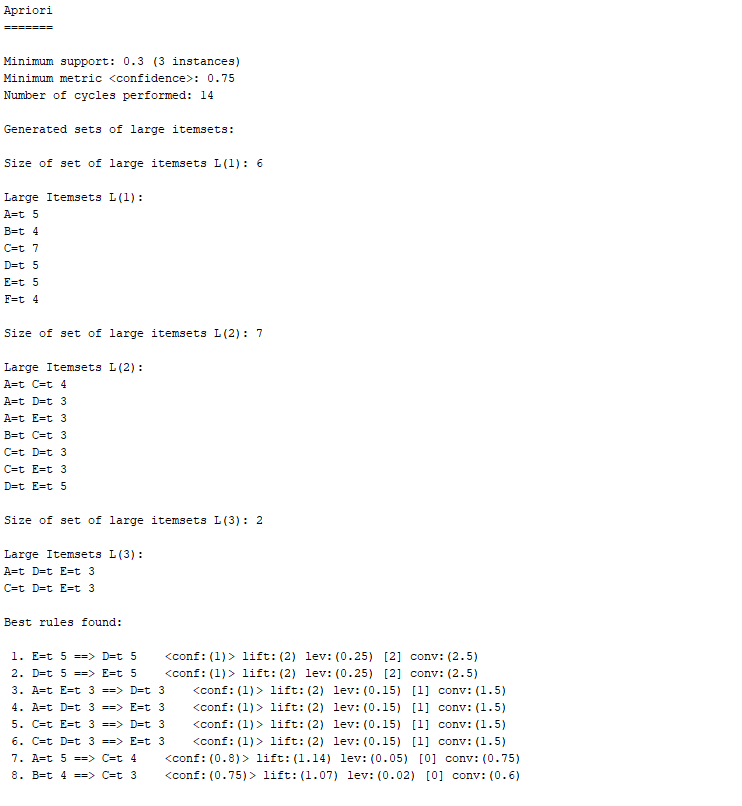 Apriori
=======
Minimum support: 0.3 (3 instances)
Minimum metric <confidence>: 0.75
Number of cycles performed: 14
Generated sets of large itemsets:
Size of set of large itemsets L(1): 6
Large Itemsets L(1):
A=t 5
B=t 4
C=t 7
D=t 5
E=t 5
F=t 4
Size of set of large itemsets L(2): 7
Large Itemsets L(2):
A=t C=t 4
A=t D=t 3
A=t E=t 3
B=t C=t 3
C=t D=t 3
C=t E=t 3
D=t E=t 5
Size of set of large itemsets L(3): 2
Large Itemsets L(3):
A=t D=t E=t 3
C=t D=t E=t 3
Best rules found:
1. E=t 5 ==> D=t 5    <conf:(1)> lift:(2) lev:(0.25) [2] conv:(2.5)
2. D=t 5 ==> E=t 5    <conf:(1)> lift:(2) lev:(0.25) [2] conv:(2.5)
3. A=t E=t 3 ==> D=t 3    <conf:(1)> lift:(2) lev:(0.15) [1] conv:(1.5)
4. A=t D=t 3 ==> E=t 3    <conf:(1)> lift:(2) lev:(0.15) [1] conv:(1.5)
5. C=t E=t 3 ==> D=t 3    <conf:(1)> lift:(2) lev:(0.15) [1] conv:(1.5)
6. C=t D=t 3 ==> E=t 3    <conf:(1)> lift:(2) lev:(0.15) [1] conv:(1.5)
7. A=t 5 ==> C=t 4    <conf:(0.8)> lift:(1.14) lev:(0.05) [0] conv:(0.75)
8. B=t 4 ==> C=t 3    <conf:(0.75)> lift:(1.07) lev:(0.02) [0] conv:(0.6)